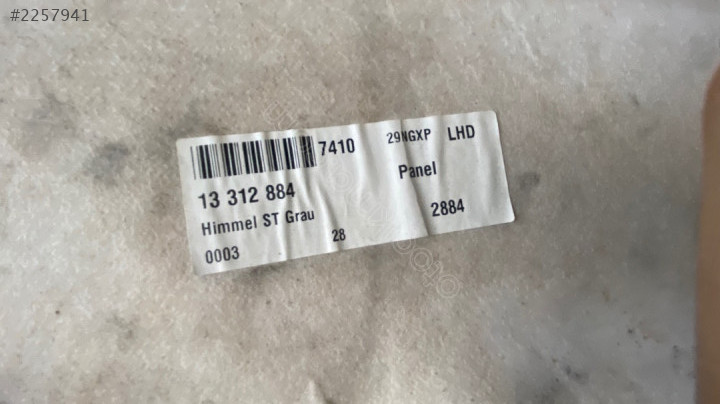 #2257941
7410 29NGXP LHD
13 312 884 Panel
Himmel ST Grau 2884
0003 28